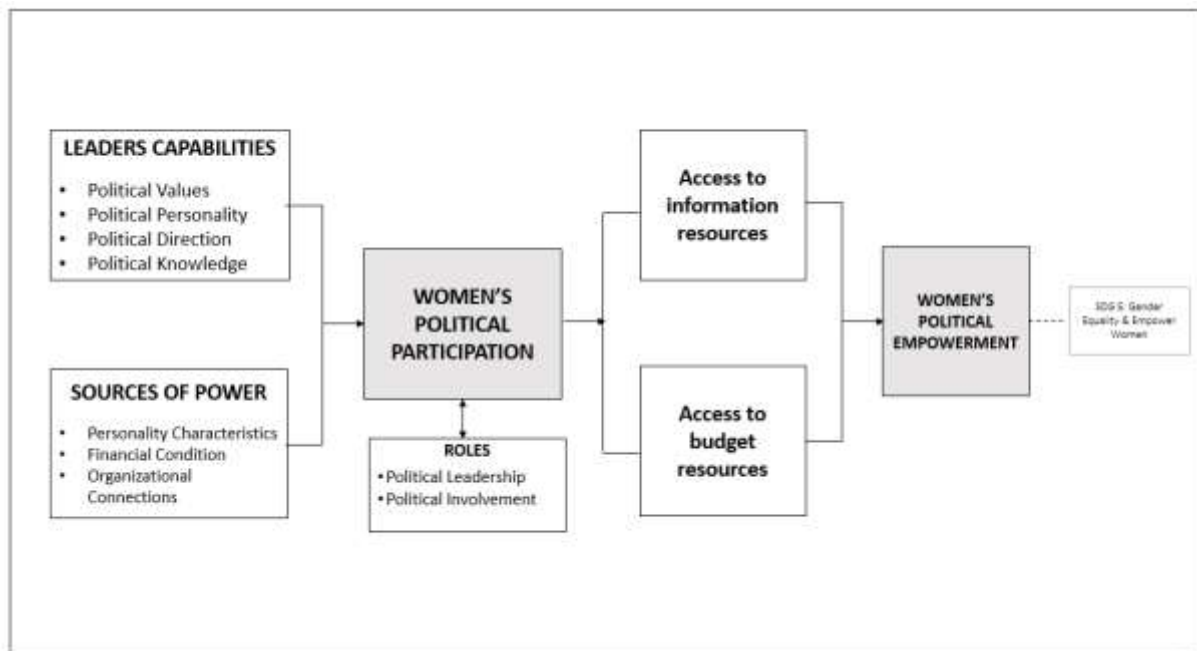 LEADERS CAPABILITIES
• Political Values
• Political Personality
• Political Direction
• Political Knowledge
SOURCES OF POWER
• Personality Characteristics
• Financial Condition
• Organizational
Connections
WOMEN'S
POLITICAL
PARTICIPATION
ROLES
•Political Leadership
•Political Involvement
Access to
information
resources
Access to
budget
resources
WOMEN'S
POLITICAL
EMPOWERMENT
SDG 5: Gender
Equality & Empower
Women